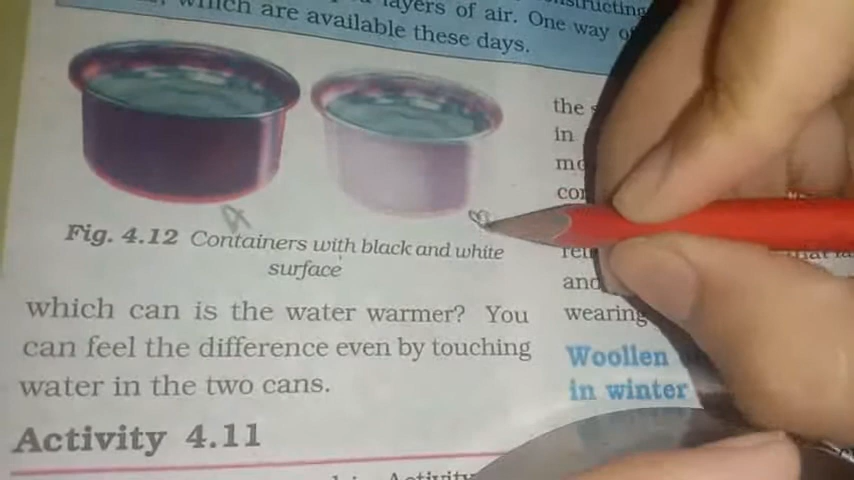 which are available these days.
layers of air. One way
constructing
Fig. 4.12 Containers with black and white
surface
which can is the water warmer? You
can feel the difference even by touching
water in the two cans.
Activity 4.11
the
in
and
wearing
Woollen
in winter
Activity